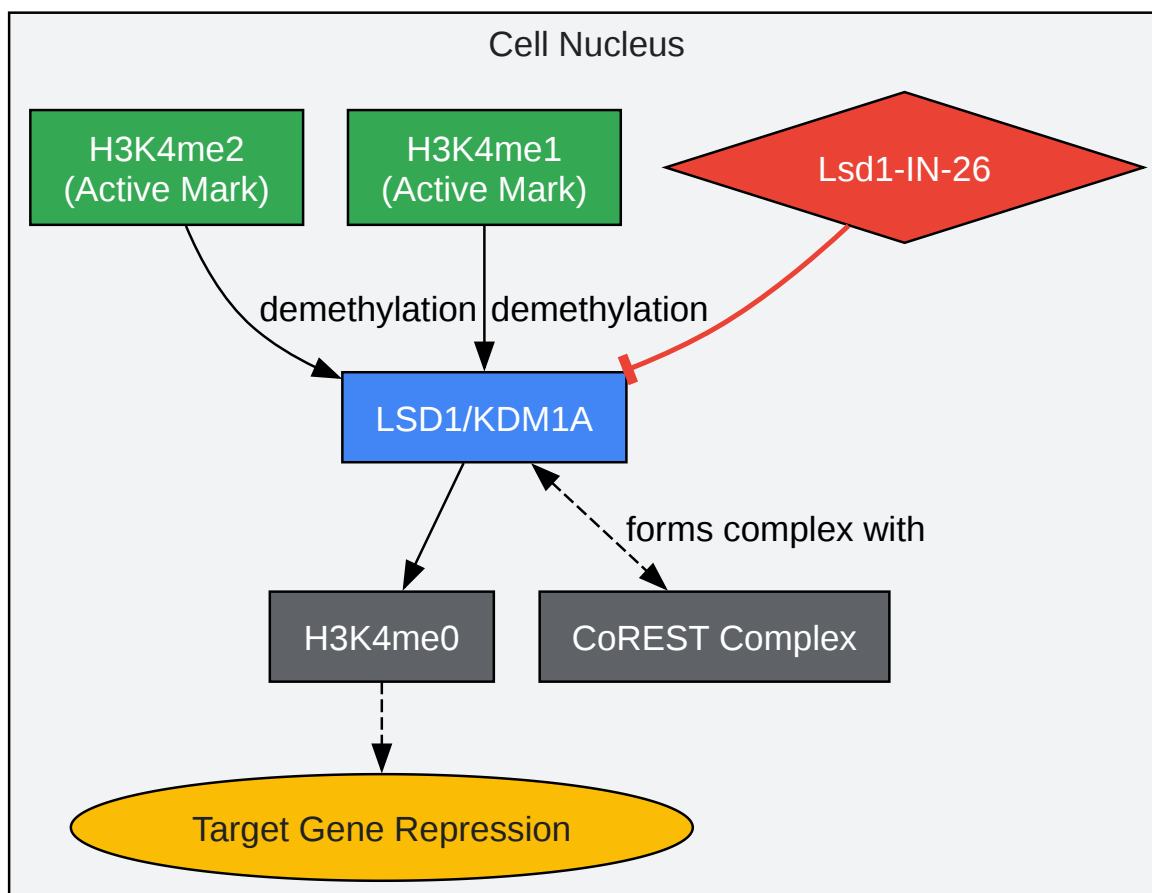 Cell Nucleus
H3K4me2
(Active Mark)
H3K4me1
(Active Mark)
Lsd1-IN-26
demethylation
demethylation
LSD1/KDM1A
forms complex with
H3K4me0
CoREST Complex
Target Gene Repression